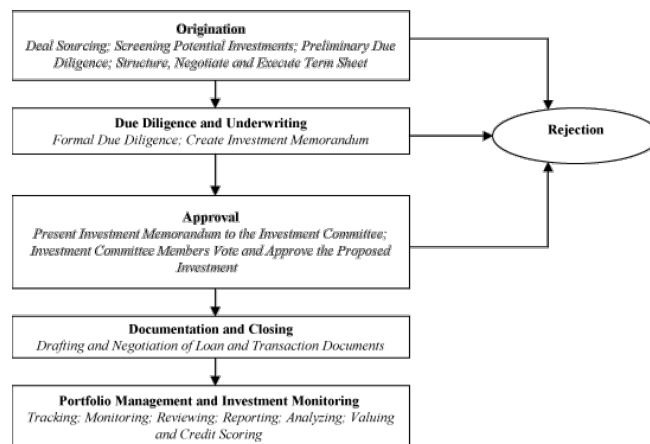 Origination
Deal Sourcing; Screening Potential Investments; Preliminary Due
Diligence; Structure, Negotiate and Execute Term Sheet
Due Diligence and Underwriting
Formal Due Diligence; Create Investment Memorandum
Rejection
Approval
Present Investment Memorandum to the Investment Committee;
Investment Committee Members Vote and Approve the Proposed
Investment
Documentation and Closing
Drafting and Negotiation of Loan and Transaction Documents
Portfolio Management and Investment Monitoring
Tracking; Monitoring; Reviewing; Reporting; Analyzing; Valuing
and Credit Scoring